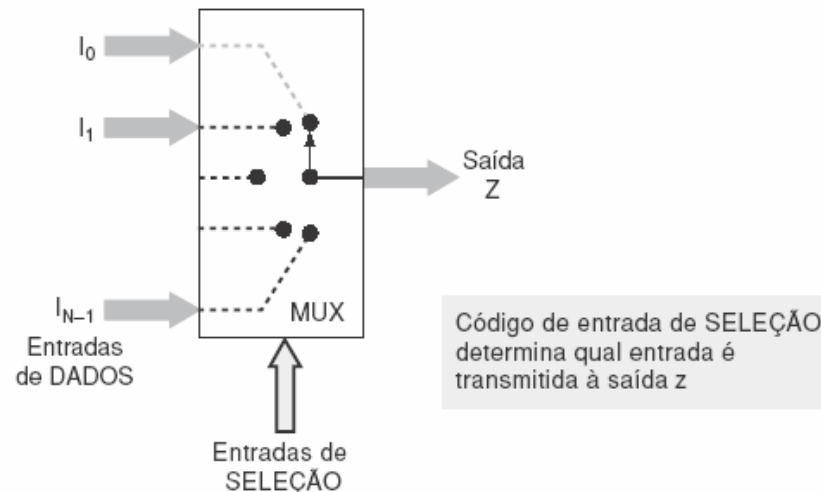 I0
I1
Saída
Z
IN–1
MUX
Entradas
de DADOS
Código de entrada de SELEÇÃO
determina qual entrada é
transmitida à saída z
Entradas de
SELEÇÃO